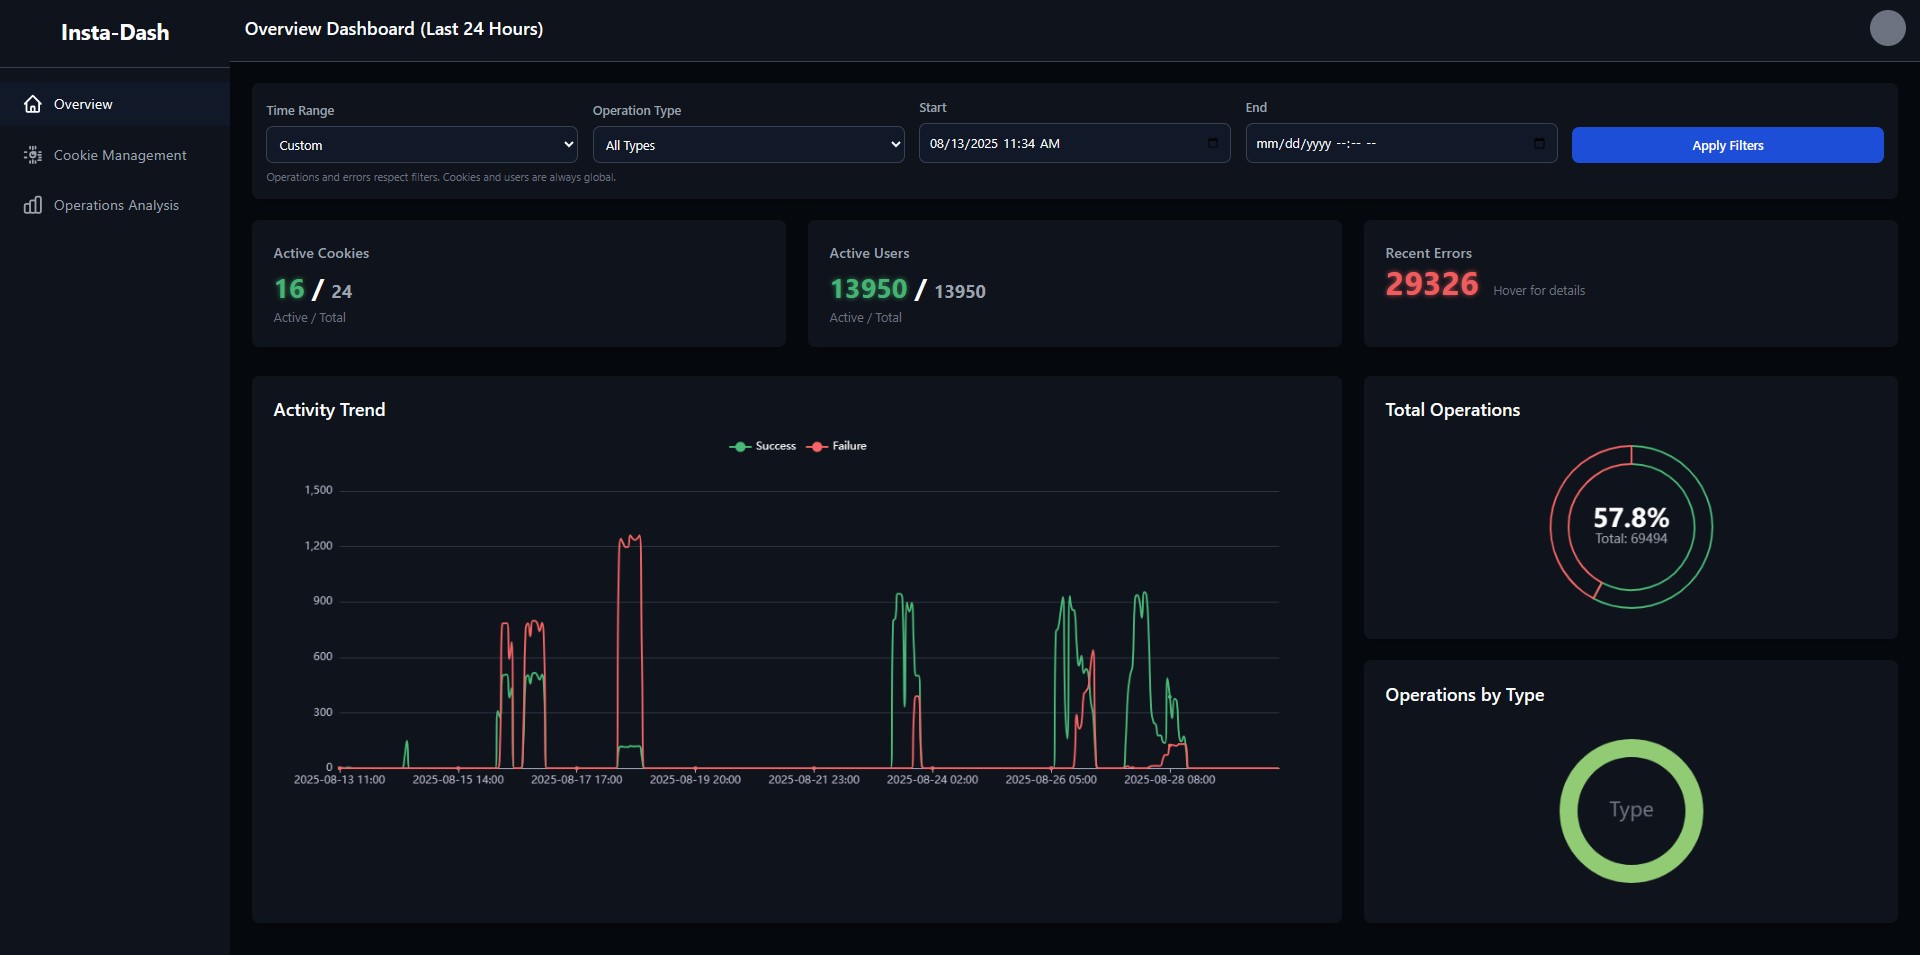 Insta-Dash
Overview Dashboard (Last 24 Hours)
Overview
Cookie Management
Operations Analysis
Time Range
Custom
Operation Type
All Types
Start
08/13/2025 11:34 AM
End
mm/dd/yyyy --:-- --
Apply Filters
Operations and errors respect filters. Cookies and users are always global.
Active Cookies
16 / 24
Active / Total
Active Users
13950 / 13950
Active / Total
Recent Errors
29326 Hover for details
Activity Trend
Success Failure
1,500
1,200
900
600
300
0
2025-08-13 11:00 2025-08-15 14:00 2025-08-17 17:00 2025-08-19 20:00 2025-08-21 23:00 2025-08-24 02:00 2025-08-26 05:00 2025-08-28 08:00
Total Operations
57.8%
Total: 69494
Operations by Type
Type